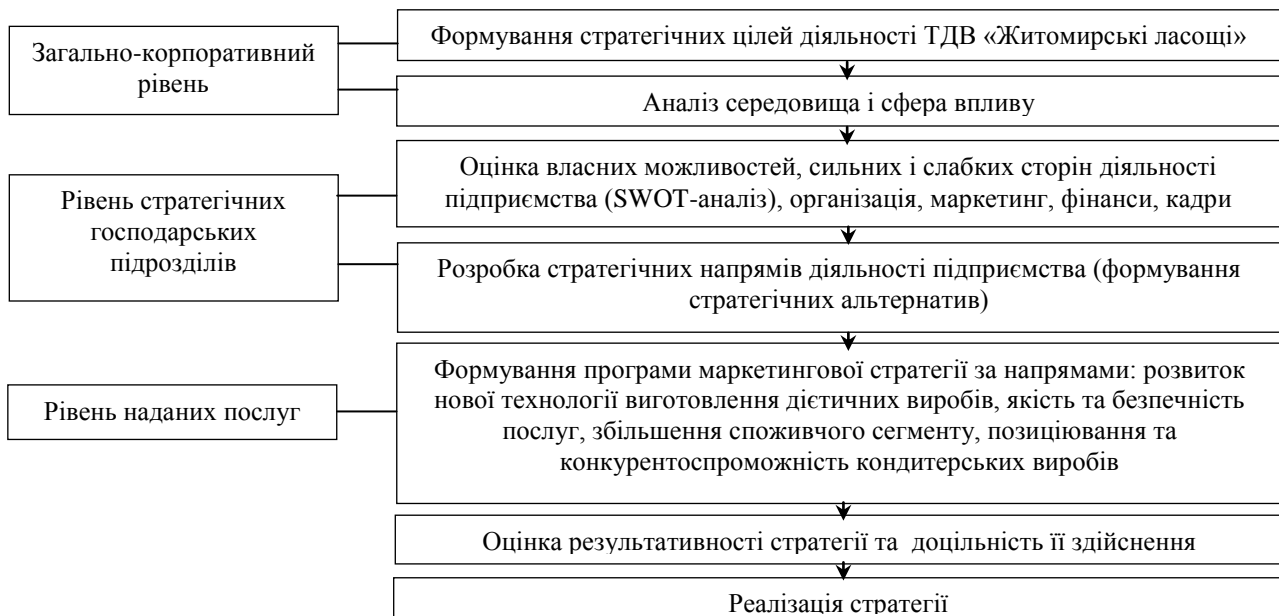 Загально-корпоративний
рівень
Формування стратегічних цілей діяльності ТДВ «Житомирські ласощі»
Аналіз середовища і сфера впливу
Рівень стратегічних
господарських
підрозділів
Оцінка власних можливостей, сильних і слабких сторін діяльності
підприємства (SWOT-аналіз), організація, маркетинг, фінанси, кадри
Розробка стратегічних напрямів діяльності підприємства (формування
стратегічних альтернатив)
Рівень наданих послуг
Формування програми маркетингової стратегії за напрямами: розвиток
нової технології виготовлення дієтичних виробів, якість та безпечність
послуг, збільшення споживчого сегменту, позиціювання та
конкурентоспроможність кондитерських виробів
Оцінка результативності стратегії та доцільність її здійснення
Реалізація стратегії